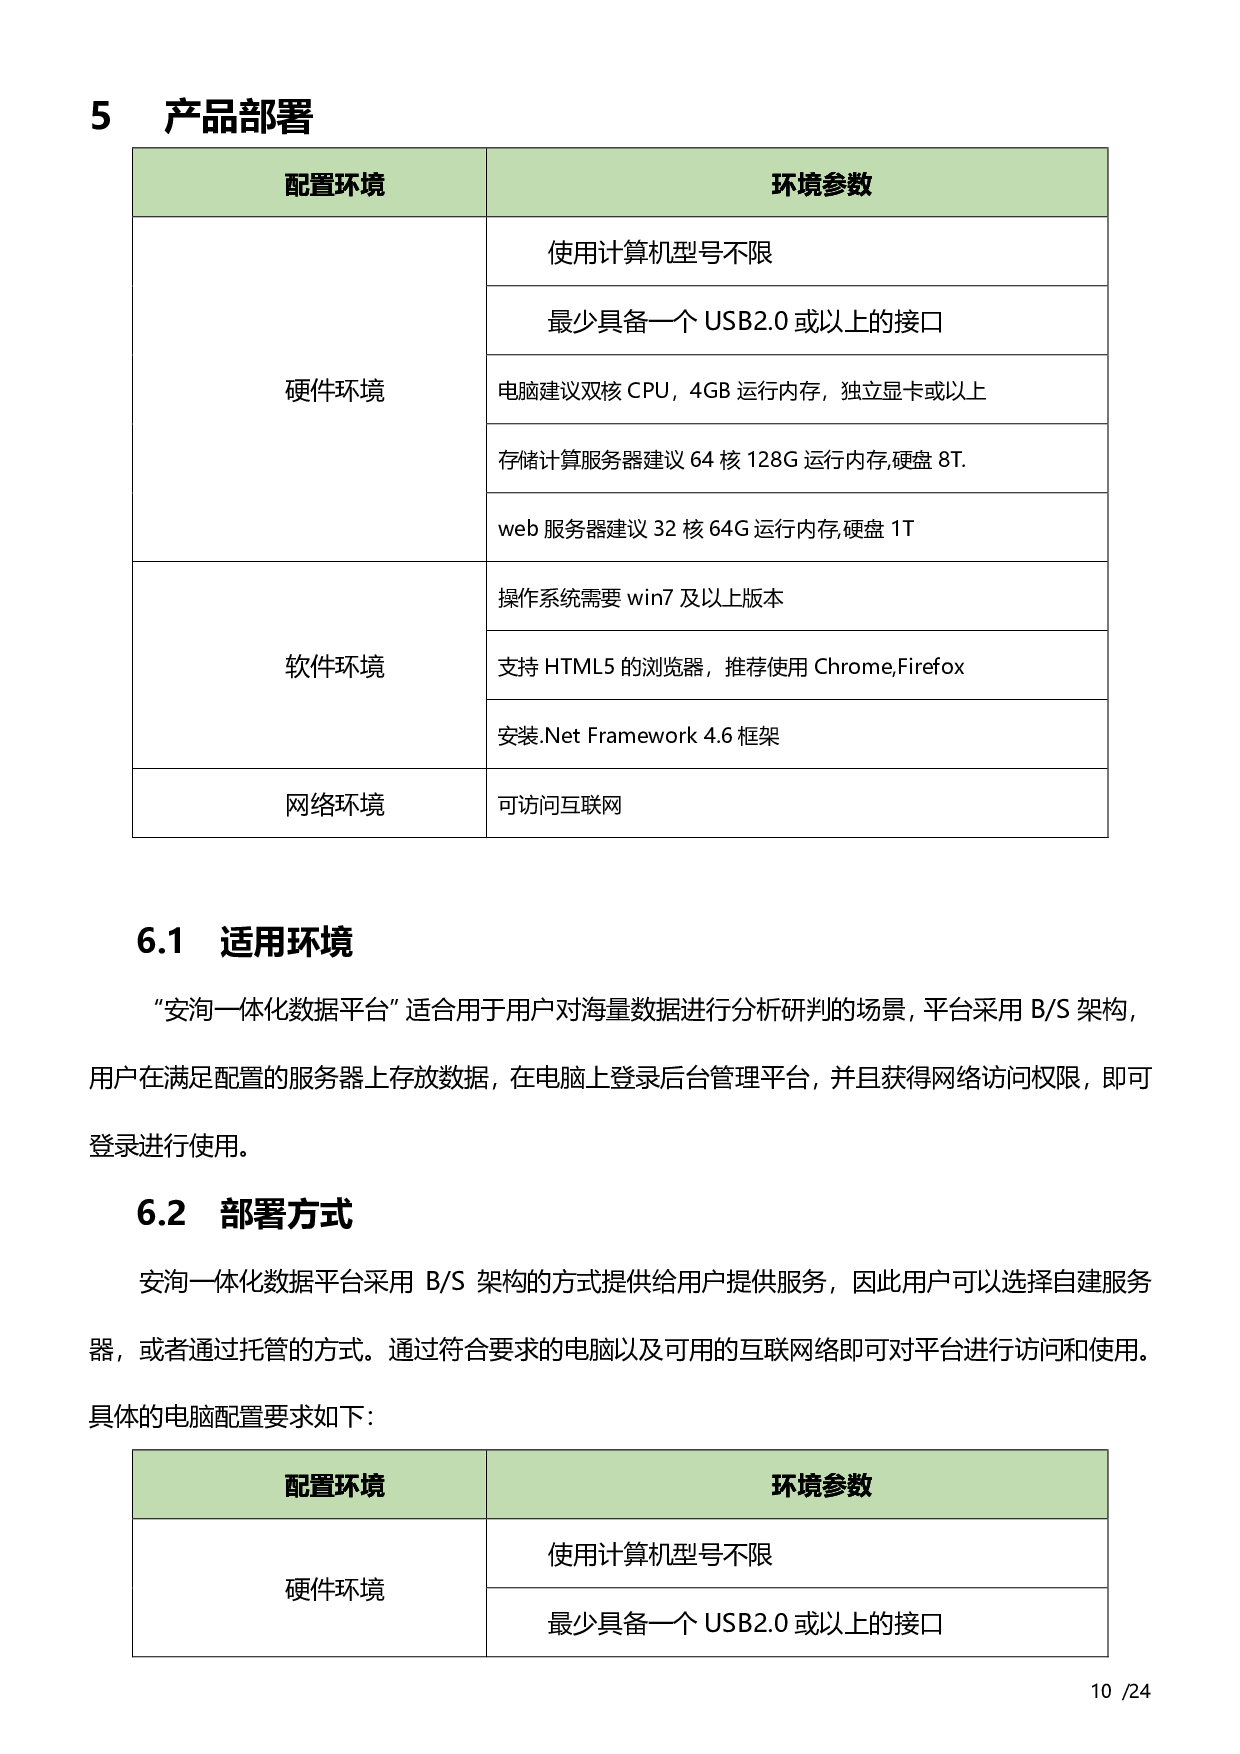 5 产品部署
配置环境 环境参数
使用计算机型号不限
最少具备一个 USB2.0 或以上的接口
硬件环境 电脑建议双核 CPU，4GB 运行内存，独立显卡或以上
存储计算服务器建议 64 核 128G 运行内存,硬盘 8T.
web 服务器建议 32 核 64G 运行内存,硬盘 1T
操作系统需要 win7 及以上版本
软件环境 支持 HTML5 的浏览器，推荐使用 Chrome,Firefox
安装.Net Framework 4.6 框架
网络环境 可访问互联网
6.1 适用环境
“安洵一体化数据平台” 适合用于用户对海量数据进行分析研判的场景，平台采用 B/S 架构，
用户在满足配置的服务器上存放数据，在电脑上登录后台管理平台，并且获得网络访问权限，即可
登录进行使用。
6.2 部署方式
安洵一体化数据平台采用 B/S 架构的方式提供给用户提供服务，因此用户可以选择自建服务
器，或者通过托管的方式。通过符合要求的电脑以及可用的互联网络即可对平台进行访问和使用。
具体的电脑配置要求如下：
配置环境 环境参数
硬件环境 使用计算机型号不限
最少具备一个 USB2.0 或以上的接口
10 /24